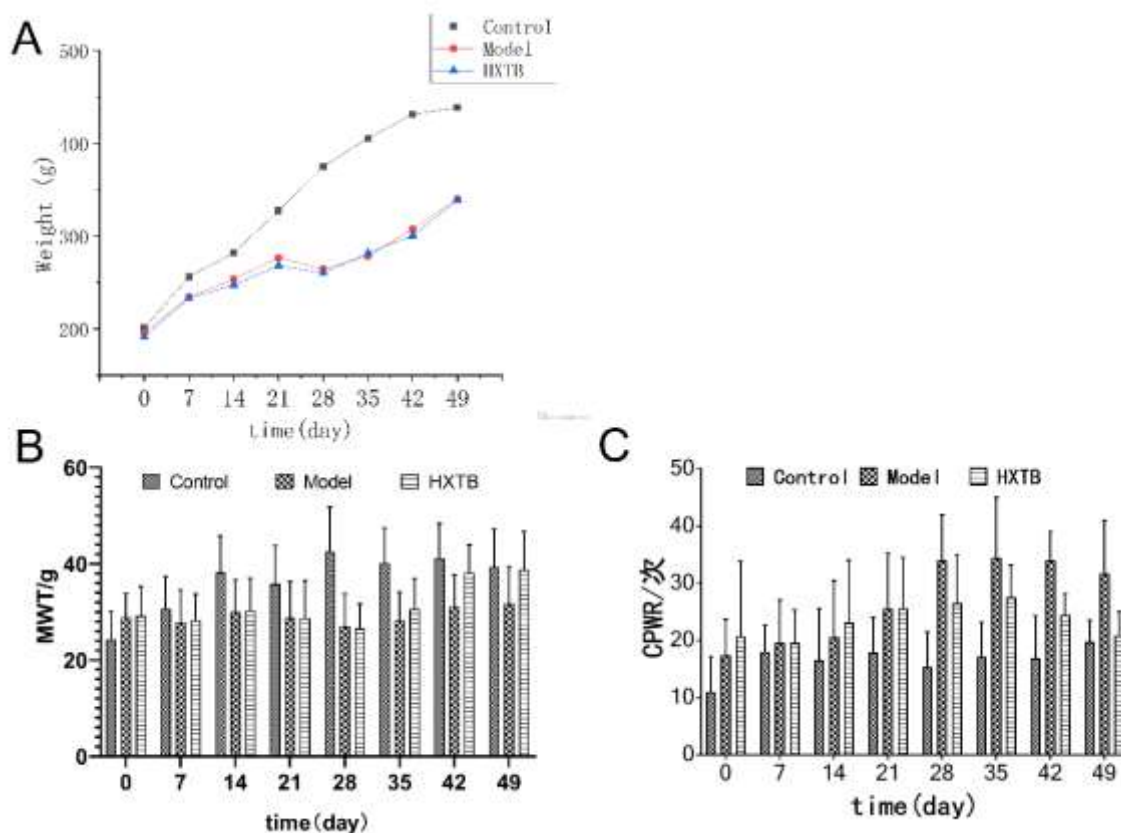 A
Control
Model
HXTB
500
400
300
200
Weight (g)
0 7 14 21 28 35 42 49
time(day)
B
Control Model HXTB
60
40
20
0
MWT/g
0 7 14 21 28 35 42 49
time(day)
C
Control Model HXTB
50
40
30
20
10
0
CPWR/次
0 7 14 21 28 35 42 49
time(day)